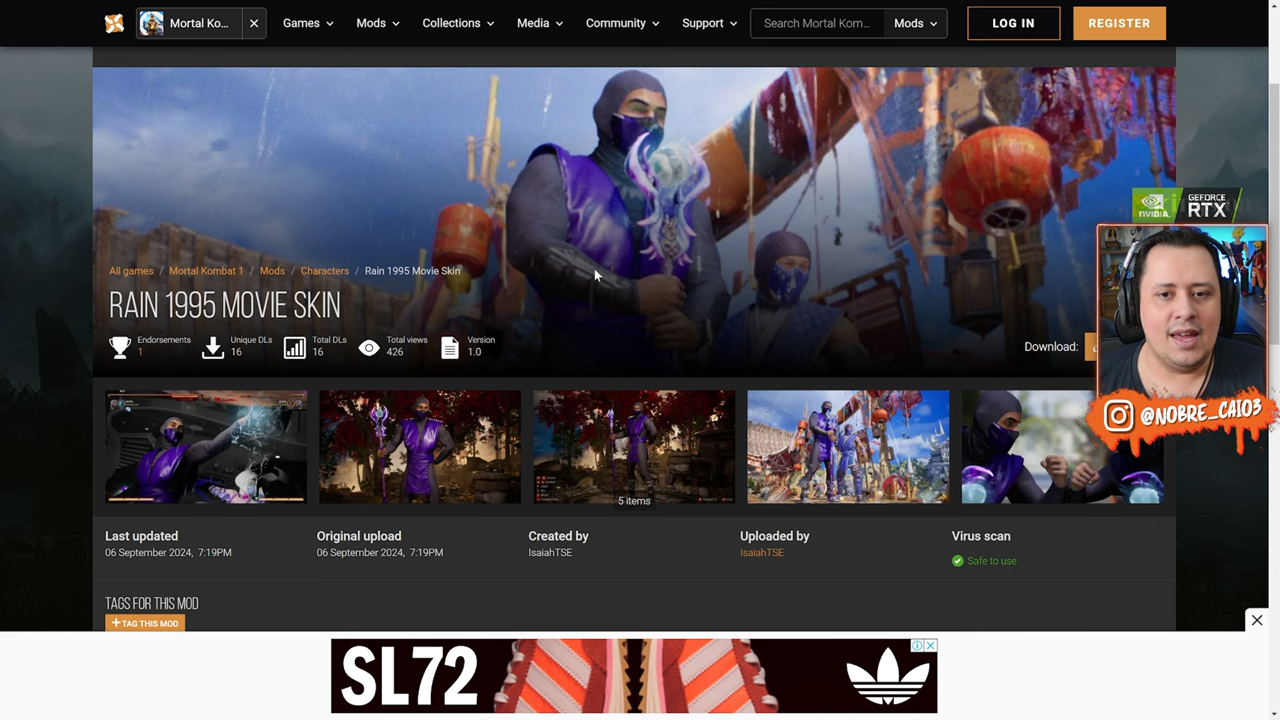 Mortal Ko...
Games
Mods
Collections
Media
Community
Support
Search Mortal Kom...
Mods
LOG IN
REGISTER
NVIDIA
GEFORCE
RTX
All games / Mortal Kombat 1 / Mods / Characters / Rain 1995 Movie Skin
RAIN 1995 MOVIE SKIN
Endorsements
1
Unique DLs
16
Total DLs
16
Total views
426
Version
1.0
Download:
@NOBRE_CAIO3
5 items
Last updated
06 September 2024, 7:19PM
Original upload
06 September 2024, 7:19PM
Created by
IsaiahTSE
Uploaded by
IsaiahTSE
Virus scan
Safe to use
TAGS FOR THIS MOD
+ TAG THIS MOD
SL72